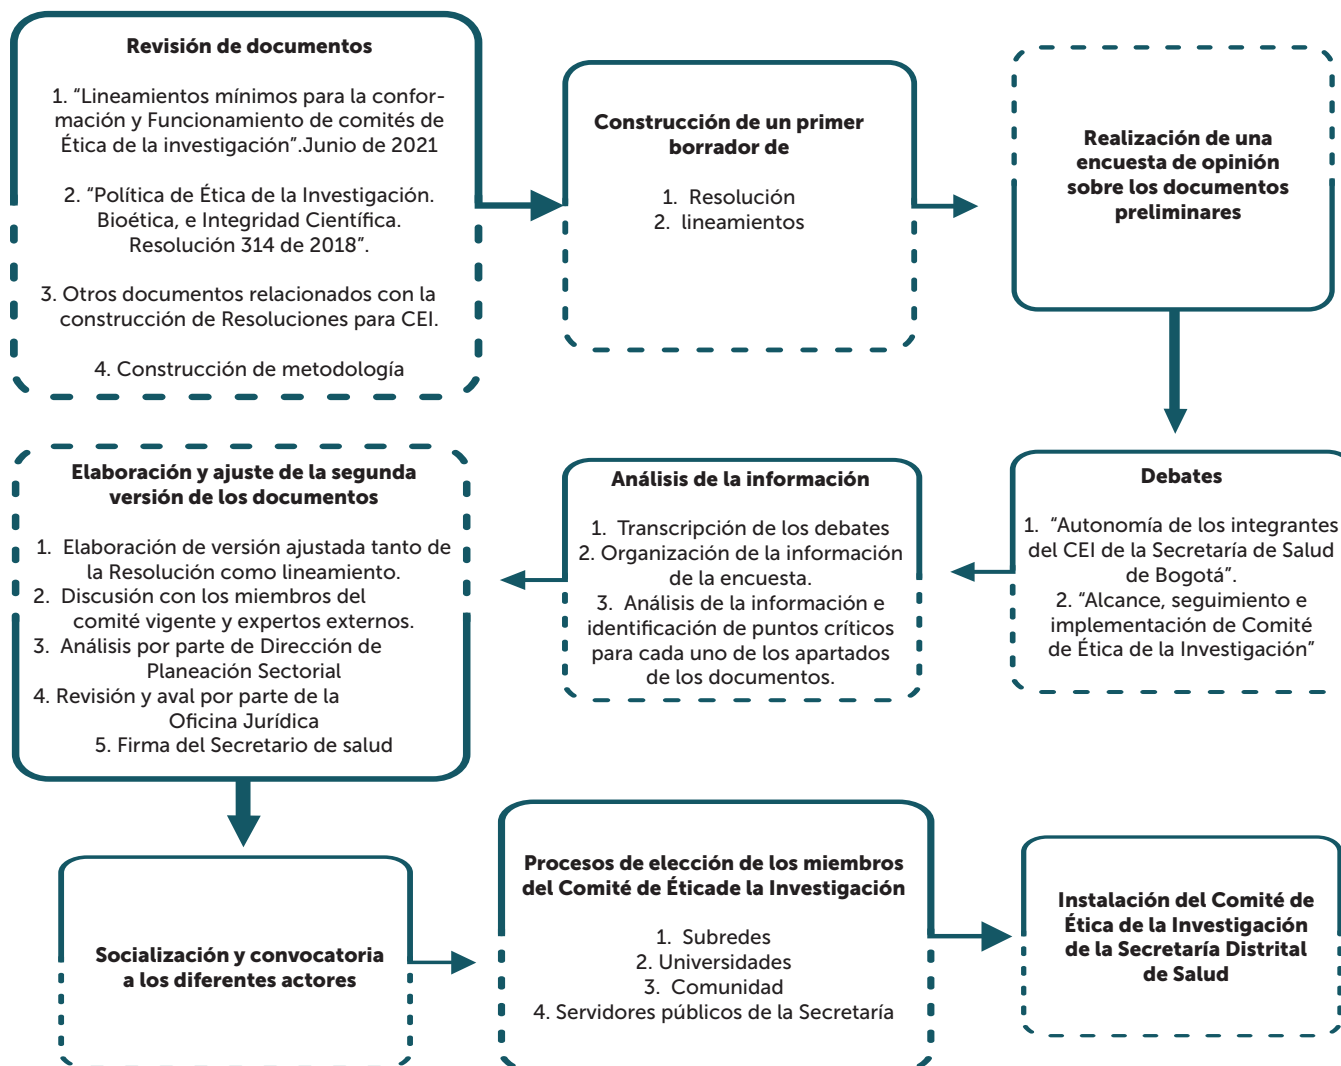 Revisión de documentos
1. “Lineamientos mínimos para la confor-
mación y Funcionamiento de comités de
Ética de la investigación”.Junio de 2021
2. “Política de Ética de la Investigación.
Bioética, e Integridad Científica.
Resolución 314 de 2018”.
3. Otros documentos relacionados con la
construcción de Resoluciones para CEI.
4. Construcción de metodología
Construcción de un primer
borrador de
1. Resolución
2. lineamientos
Realización de una
encuesta de opinión
sobre los documentos
preliminares
Debates
1. “Autonomía de los integrantes
del CEI de la Secretaría de Salud
de Bogotá”.
2. “Alcance, seguimiento e
implementación de Comité
de Ética de la Investigación”
Análisis de la información
1. Transcripción de los debates
2. Organización de la información
de la encuesta.
3. Análisis de la información e
identificación de puntos críticos
para cada uno de los apartados
de los documentos.
Elaboración y ajuste de la segunda
versión de los documentos
1. Elaboración de versión ajustada tanto de
la Resolución como lineamiento.
2. Discusión con los miembros del
comité vigente y expertos externos.
3. Análisis por parte de Dirección de
Planeación Sectorial
4. Revisión y aval por parte de la
Oficina Jurídica
5. Firma del Secretario de salud
Socialización y convocatoria
a los diferentes actores
Procesos de elección de los miembros
del Comité de Éticade la Investigación
1. Subredes
2. Universidades
3. Comunidad
4. Servidores públicos de la Secretaría
Instalación del Comité de
Ética de la Investigación
de la Secretaría Distrital
de Salud